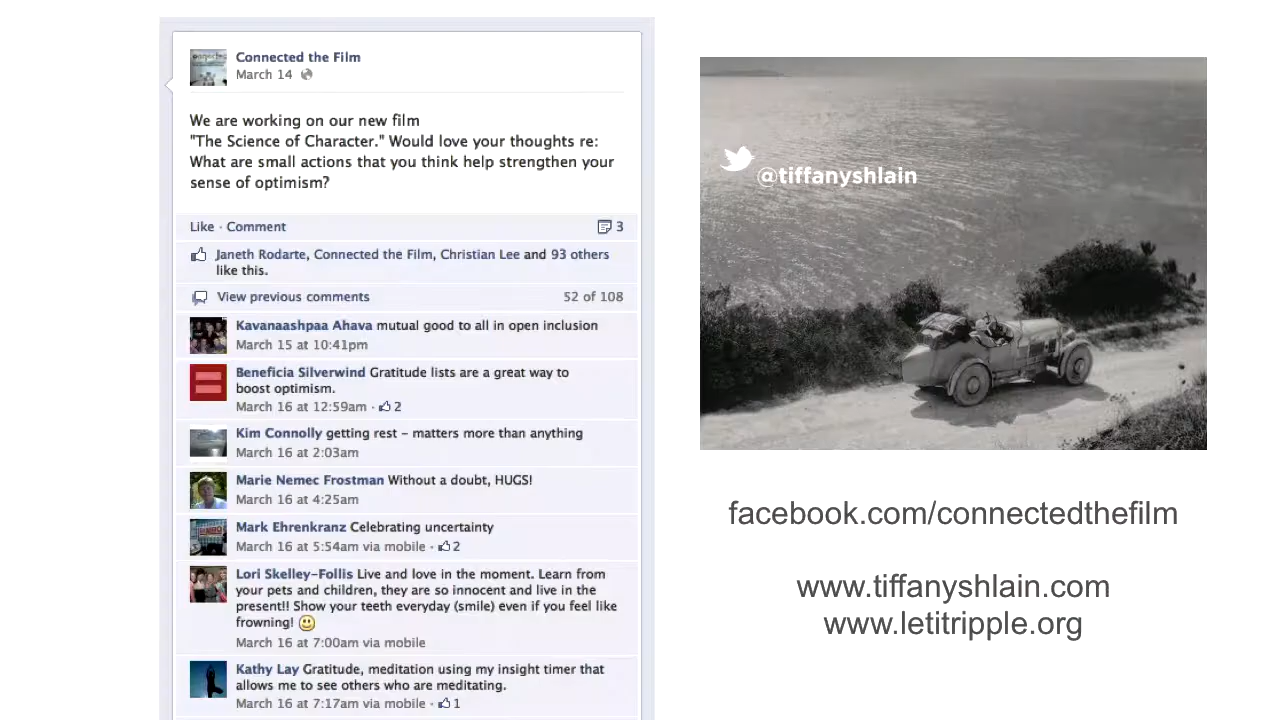 Connected the Film
March 14
We are working on our new film
"The Science of Character." Would love your thoughts re:
What are small actions that you think help strengthen your
sense of optimism?
Like · Comment
3
Janeth Rodarte, Connected the Film, Christian Lee and 93 others
like this.
View previous comments
52 of 108
Kavanaashpaa Ahava mutual good to all in open inclusion
March 15 at 10:41pm
Beneficia Silverwind Gratitude lists are a great way to
boost optimism.
March 16 at 12:59am · 2
Kim Connolly getting rest – matters more than anything
March 16 at 2:03am
Marie Nemec Frostman Without a doubt, HUGS!
March 16 at 4:25am
Mark Ehrenkranz Celebrating uncertainty
March 16 at 5:54am via mobile · 2
Lori Skelley-Follis Live and love in the moment. Learn from
your pets and children, they are so innocent and live in the
present!! Show your teeth everyday (smile) even if you feel like
frowning!
March 16 at 7:00am via mobile
Kathy Lay Gratitude, meditation using my insight timer that
allows me to see others who are meditating.
March 16 at 7:17am via mobile · 1
@tiffanyshlain
facebook.com/connectedthefilm
www.tiffanyshlain.com
www.letitripple.org